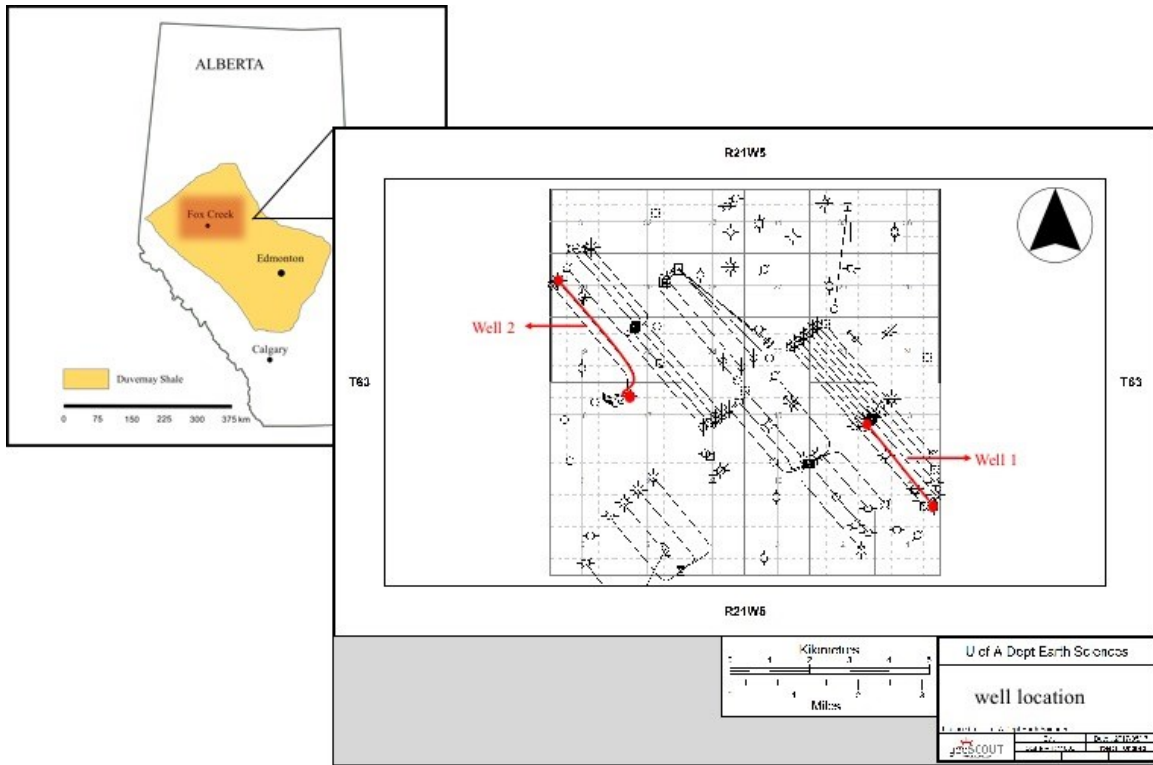 ALBERTA
Fox Creek
Edmonton
Calgary
Duvernay Shale
0 75 150 225 300 375 km
R21W5
Well 2
T63
T63
Well 1
R21W5
Kilometres
Miles
U of A Dept Earth Sciences
well location
geoSCOUT